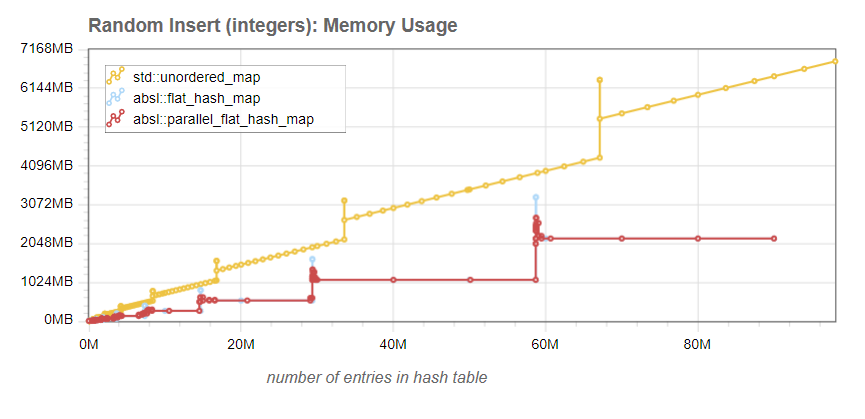 Random Insert (integers): Memory Usage
7168MB
6144MB
5120MB
4096MB
3072MB
2048MB
1024MB
0MB
std::unordered_map
absl::flat_hash_map
absl::parallel_flat_hash_map
0M 20M 40M 60M 80M
number of entries in hash table